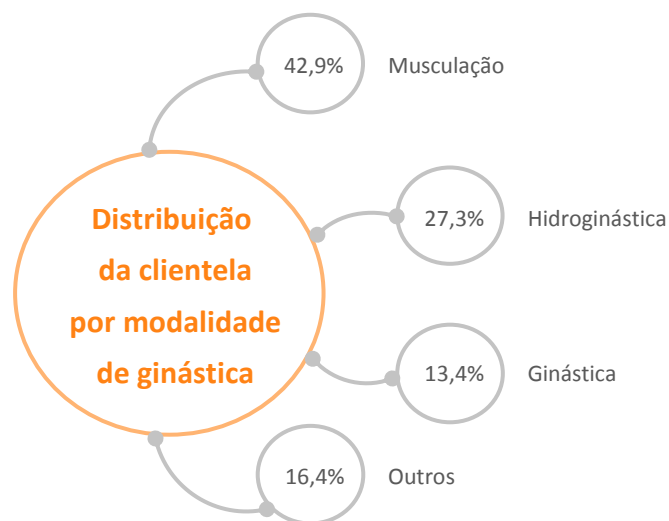 42,9% Musculação
Distribuição
da clientela
por modalidade
de ginástica
27,3% Hidroginástica
13,4% Ginástica
16,4% Outros